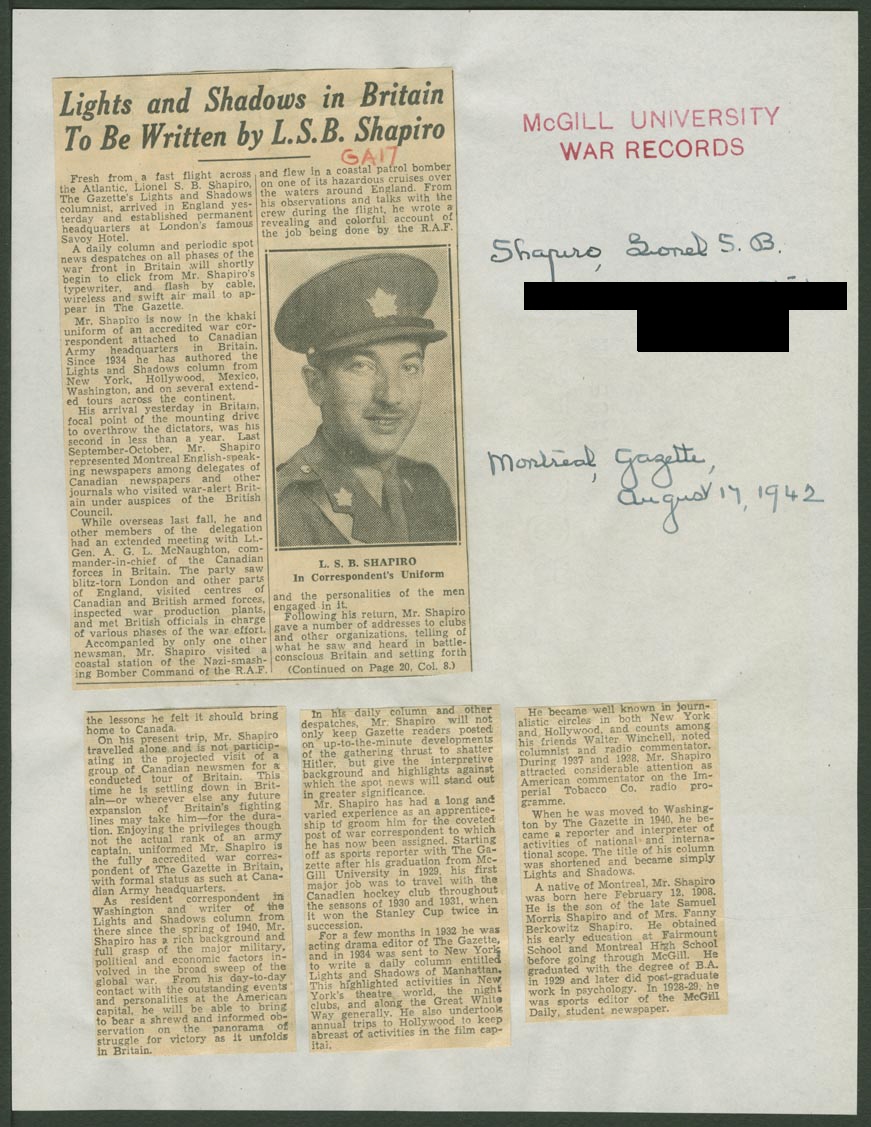 Lights and Shadows in Britain
To Be Written by L.S.B. Shapiro
GA17
Fresh from a fast flight across
the Atlantic, Lionel S. B. Shapiro,
The Gazette's Lights and Shadows
columnist, arrived in England yes-
terday and established permanent
headquarters at London's famous
Savoy Hotel.
A daily column and periodic spot
news despatches on all phases of the
war front in Britain will shortly
begin to click from Mr. Shapiro's
typewriter, and flash by cable,
wireless and swift air mail to ap-
pear in The Gazette.
Mr. Shapiro is now in the khaki
uniform of an accredited war cor-
respondent attached to Canadian
Army headquarters in Britain.
Since 1934 he has authored the
Lights and Shadows column from
New York, Hollywood, Mexico,
Washington, and on several extend-
ed tours across the continent.
His arrival yesterday in Britain,
focal point of the mounting drive
to overthrow the dictators, was his
second in less than a year. Last
September-October, Mr. Shapiro
represented Montreal English-speak-
ing newspapers among delegates of
Canadian newspapers and other
journals who visited war-alert Brit-
ain under auspices of the British
Council.
While overseas last fall, he and
other members of the delegation
had an extended meeting with Lt.-
Gen. A. G. L. McNaughton, com-
mander-in-chief of the Canadian
forces in Britain. The party saw
blitz-torn London and other parts
of England, visited centres of
Canadian and British armed forces,
inspected war production plants,
and met British officials in charge
of various phases of the war effort.
Accompanied by only one other
newsman, Mr. Shapiro visited a
coastal station of the Nazi-smash-
ing Bomber Command of the R.A.F.
and flew in a coastal patrol bomber
on one of its hazardous cruises over
the waters around England. From
his observations and talks with the
crew during the flight, he wrote a
revealing and colorful account of
the job being done by the R.A.F.
L. S. B. SHAPIRO
In Correspondent's Uniform
and the personalities of the men
engaged in it.
Following his return, Mr. Shapiro
gave a number of addresses to clubs
and other organizations, telling of
what he saw and heard in battle-
conscious Britain and setting forth
(Continued on Page 20, Col. 8.)
McGILL UNIVERSITY
WAR RECORDS
Shapiro, Lionel S. B.
Montreal, Gazette,
August 17, 1942
the lessons he felt it should bring
home to Canada.
On his present trip, Mr. Shapiro
travelled alone and is not particip-
ating in the projected visit of a
group of Canadian newsmen for a
conducted tour of Britain. This
time he is settling down in Brit-
ain—or wherever else any future
expansion of Britain's fighting
lines may take him—for the dura-
tion. Enjoying the privileges though
not the actual rank of an army
captain, uniformed Mr. Shapiro is
the fully accredited war corres-
pondent of The Gazette in Britain,
with formal status as such at Cana-
dian Army headquarters.
As resident correspondent in
Washington and writer of the
Lights and Shadows column from
there since the spring of 1940, Mr.
Shapiro has a rich background and
full grasp of the major military,
political and economic factors in-
volved in the broad sweep of the
global war. From his day-to-day
contact with the outstanding events
and personalities at the American
capital, he will be able to bring
to bear a shrewd and informed ob-
servation on the panorama of
struggle for victory as it unfolds
in Britain.
In his daily column and other
despatches, Mr. Shapiro will not
only keep Gazette readers posted
on up-to-the-minute developments
of the gathering thrust to shatter
Hitler, but give the interpretive
background and highlights against
which the spot news will stand out
in greater significance.
Mr. Shapiro has had a long and
varied experience as an apprentice-
ship to groom him for the coveted
post of war correspondent to which
he has now been assigned. Starting
off as sports reporter with The Ga-
zette after his graduation from Mc-
Gill University in 1929, his first
major job was to travel with the
Canadien hockey club throughout
the seasons of 1930 and 1931, when
it won the Stanley Cup twice in
succession.
For a few months in 1932 he was
acting drama editor of The Gazette,
and in 1934 was sent to New York
to write a daily column entitled
Lights and Shadows of Manhattan.
This highlighted activities in New
York's theatre world, the night
clubs, and along the Great White
Way generally. He also undertook
annual trips to Hollywood to keep
abreast of activities in the film cap-
ital.
He became well known in journ-
alistic circles in both New York
and Hollywood, and counts among
his friends Walter Winchell, noted
columnist and radio commentator.
During 1937 and 1938, Mr. Shapiro
attracted considerable attention as
American commentator on the Im-
perial Tobacco Co. radio pro-
gramme.
When he was moved to Washing-
ton by The Gazette in 1940, he be-
came a reporter and interpreter of
activities of national and interna-
tional scope. The title of his column
was shortened and became simply
Lights and Shadows.
A native of Montreal, Mr. Shapiro
was born here February 12, 1908.
He is the son of the late Samuel
Morris Shapiro and of Mrs. Fanny
Berkowitz Shapiro. He obtained
his early education at Fairmount
School and Montreal High School
before going through McGill. He
graduated with the degree of B.A.
in 1929 and later did post-graduate
work in psychology. In 1928-29, he
was sports editor of the McGill
Daily, student newspaper.